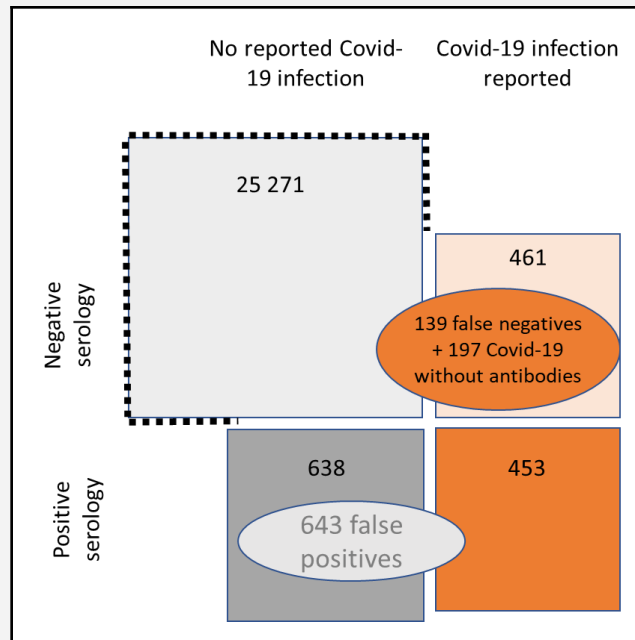 No reported Covid-
19 infection
Covid-19 infection
reported
Negative
serology
25 271
461
139 false negatives
+ 197 Covid-19
without antibodies
Positive
serology
638
453
643 false
positives